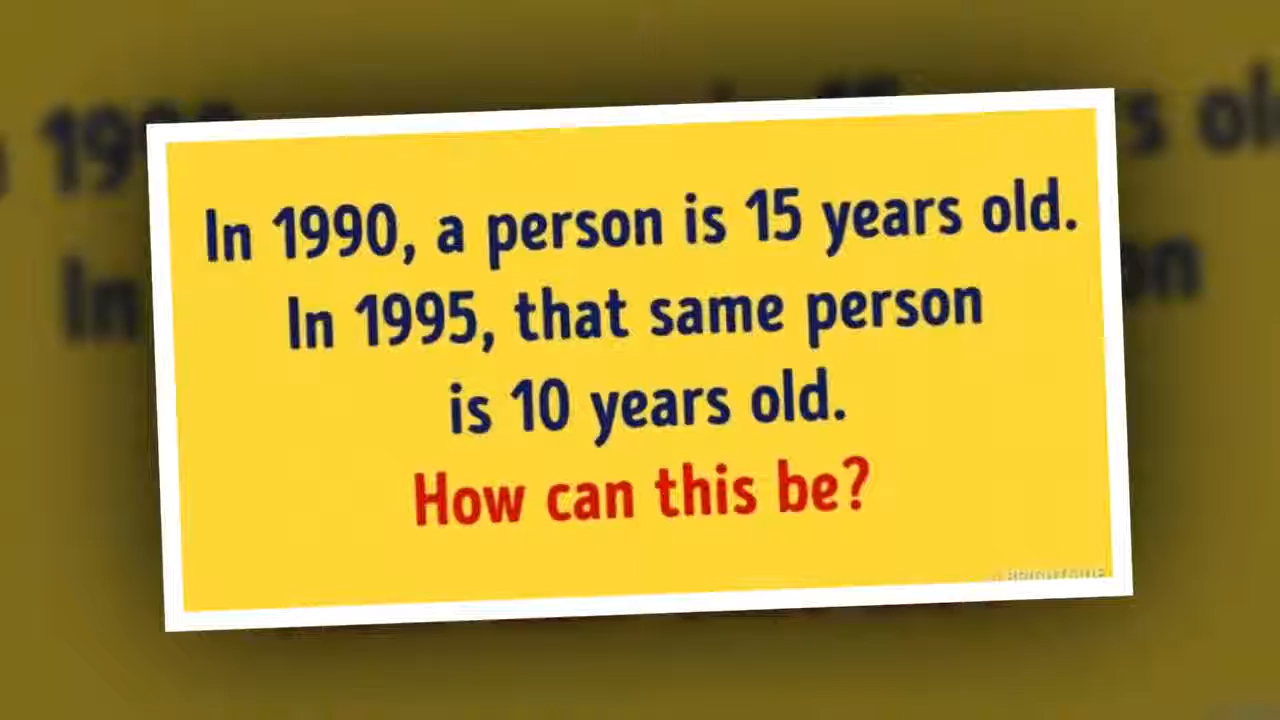 In 1990, a person is 15 years old.
In 1995, that same person
is 10 years old.
How can this be?